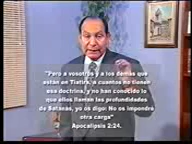 "Pero a vosotros y a los demás que
están en Tiatira, a cuantos no tienen
esa doctrina, y no han conocido lo
que ellos llaman las profundidades
de Satanás, yo os digo: No os impondré
otra carga"
Apocalipsis 2:24.